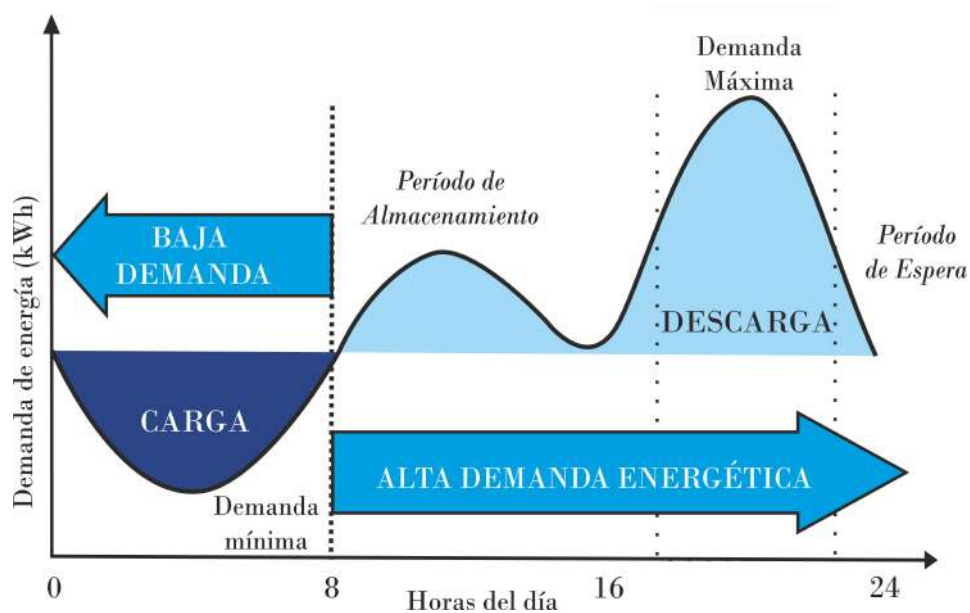 Demanda
Máxima
Período de
Almacenamiento
BAJA
DEMANDA
Período
de Espera
DESCARGA
CARGA
ALTA DEMANDA ENERGÉTICA
Demanda
mínima
Demanda de energía (kWh)
0
8
16
24
Horas del día